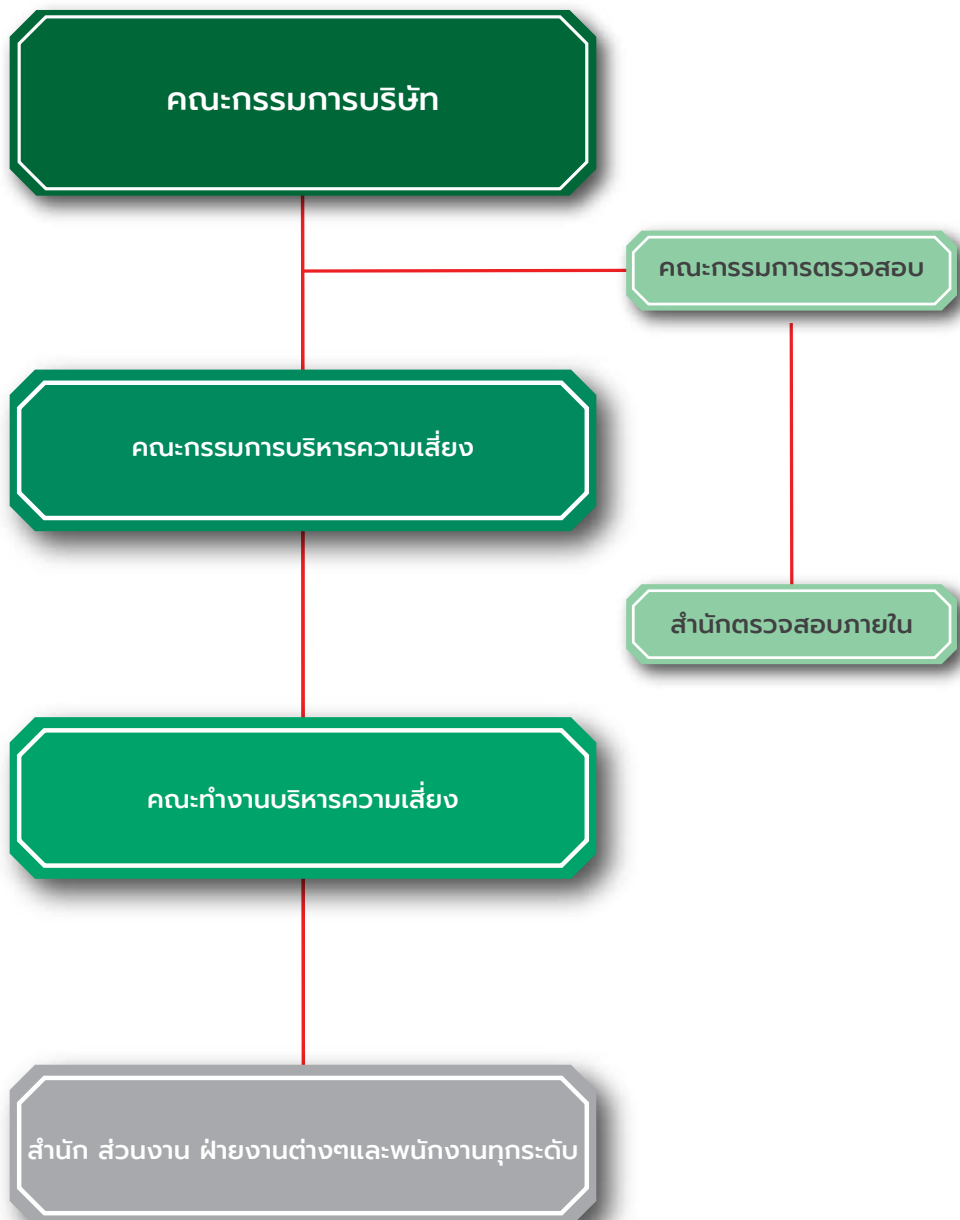 คณะกรรมการบริษัท
คณะกรรมการตรวจสอบ
คณะกรรมการบริหารความเสี่ยง
สำนักตรวจสอบภายใน
คณะทำงานบริหารความเสี่ยง
สำนัก ส่วนงาน ฝ่ายงานต่างๆและพนักงานทุกระดับ